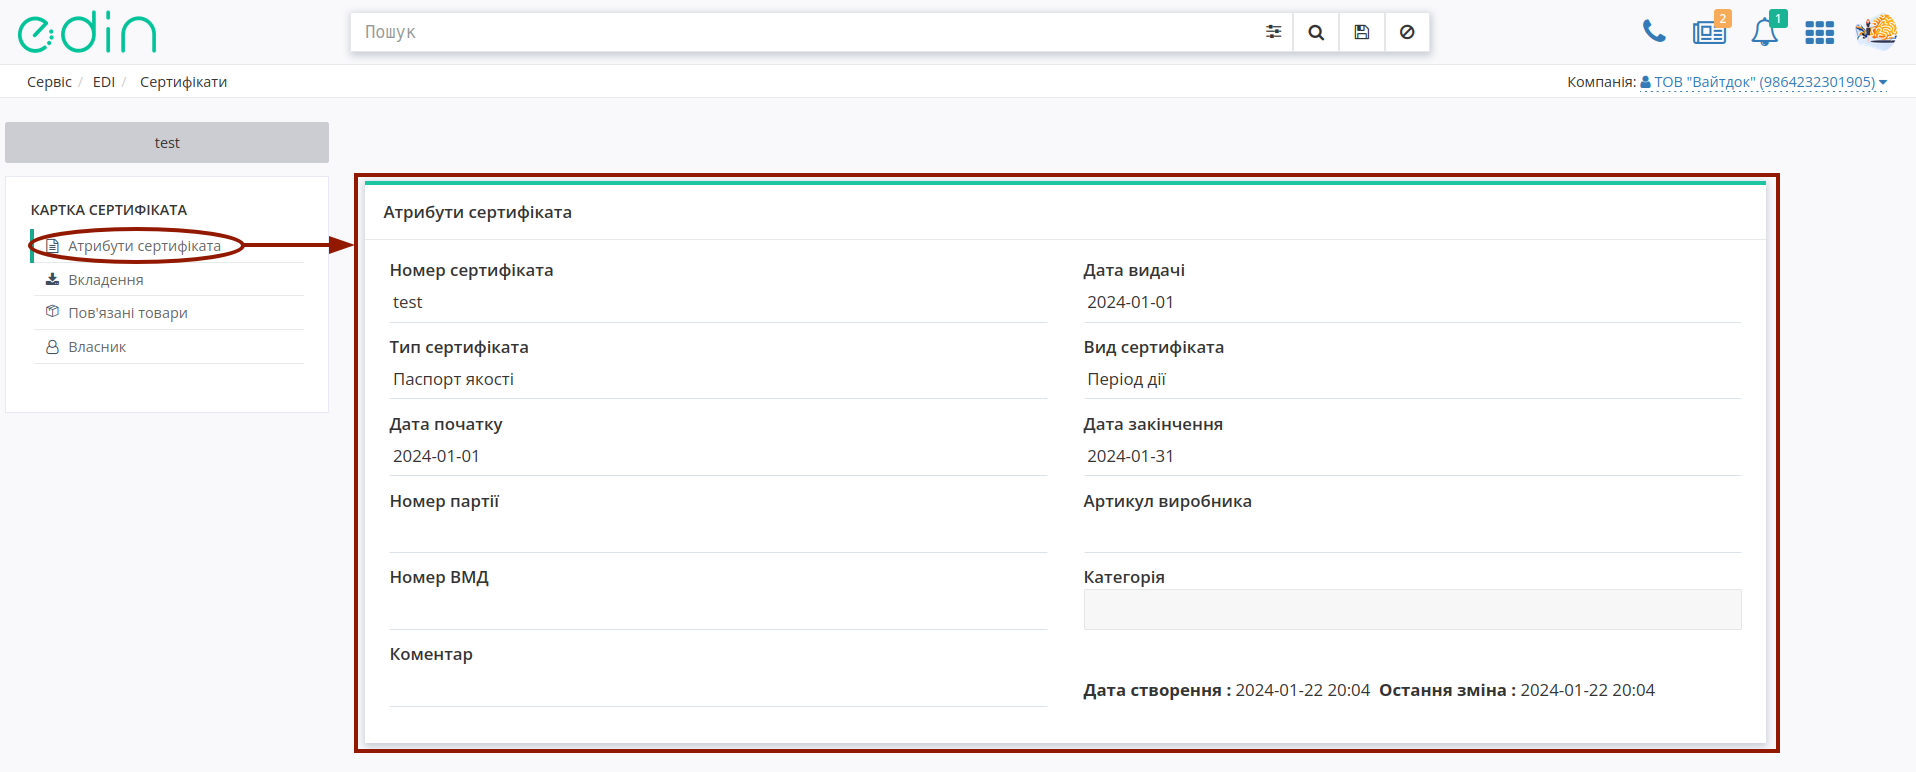 edin
Пошук
2
1
Сервіс / EDI / Сертифікати
Компанія: ТОВ "Вайтдок" (9864232301905)
test
КАРТКА СЕРТИФІКАТА
Атрибути сертифіката
Вкладення
Пов'язані товари
Власник
Атрибути сертифіката
Номер сертифіката
test
Дата видачі
2024-01-01
Тип сертифіката
Паспорт якості
Вид сертифіката
Період дії
Дата початку
2024-01-01
Дата закінчення
2024-01-31
Номер партії
Артикул виробника
Номер ВМД
Категорія
Коментар
Дата створення : 2024-01-22 20:04 Остання зміна : 2024-01-22 20:04